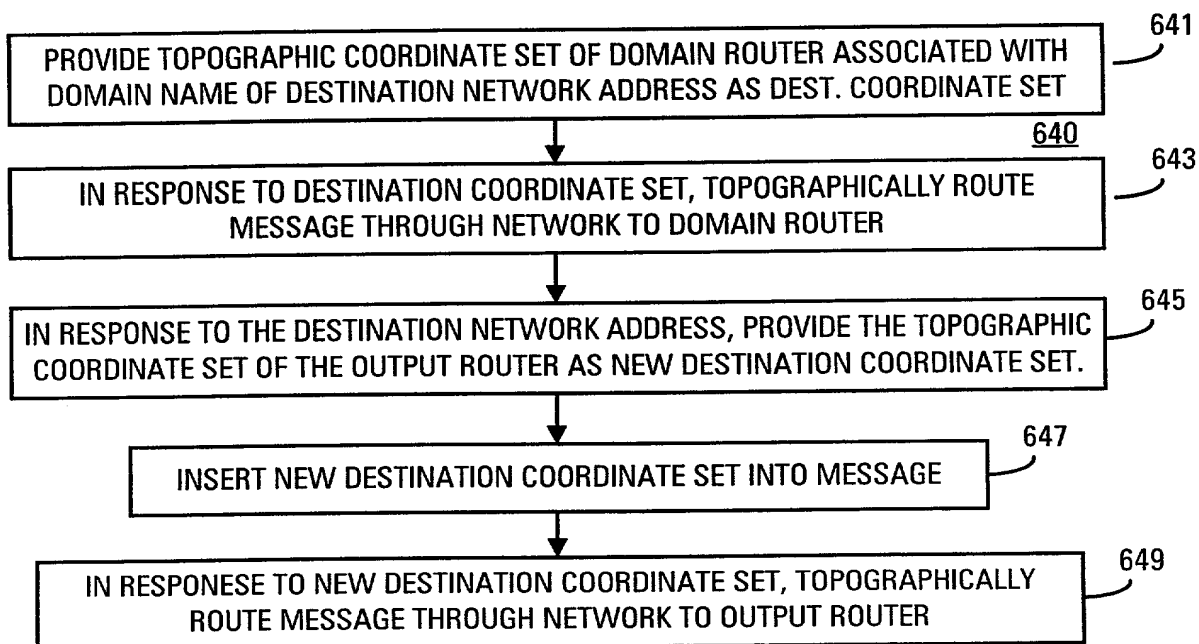 641
PROVIDE TOPOGRAPHIC COORDINATE SET OF DOMAIN ROUTER ASSOCIATED WITH
DOMAIN NAME OF DESTINATION NETWORK ADDRESS AS DEST. COORDINATE SET
640
643
IN RESPONSE TO DESTINATION COORDINATE SET, TOPOGRAPHICALLY ROUTE
MESSAGE THROUGH NETWORK TO DOMAIN ROUTER
645
IN RESPONSE TO THE DESTINATION NETWORK ADDRESS, PROVIDE THE TOPOGRAPHIC
COORDINATE SET OF THE OUTPUT ROUTER AS NEW DESTINATION COORDINATE SET.
647
INSERT NEW DESTINATION COORDINATE SET INTO MESSAGE
649
IN RESPONESE TO NEW DESTINATION COORDINATE SET, TOPOGRAPHICALLY
ROUTE MESSAGE THROUGH NETWORK TO OUTPUT ROUTER